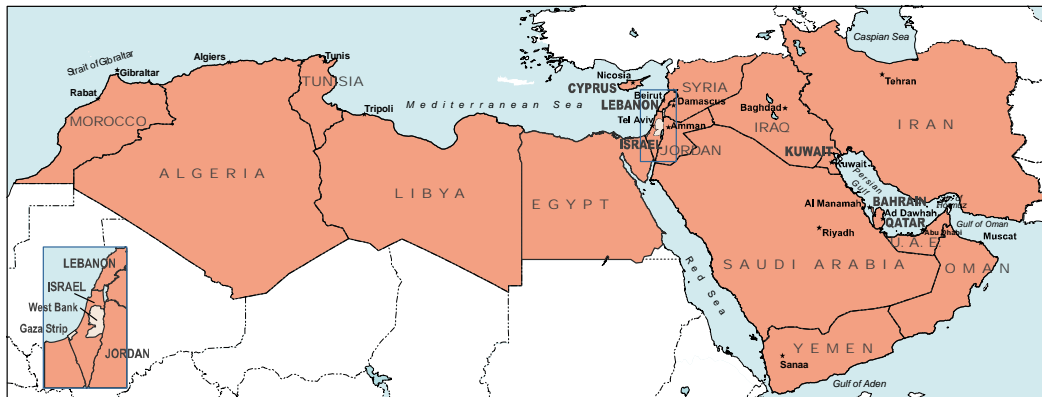 Caspian Sea
Strait of Gibraltar
Algiers
Tunis
Gibraltar
Nicosia
Tehran
TUNISIA
CYPRUS
SYRIA
Rabat
Beirut
Mediterranean Sea
LEBANON
Damascus
Baghdad
Tripoli
MOROCCO
Tel Aviv
Amman
IRAQ
IRAN
ISRAEL
JORDAN
KUWAIT
Kuwait
ALGERIA
LIBYA
EGYPT
Persian
Gulf
Al Manamah
BAHRAIN
Ad Dawhah
QATAR
Gulf of Oman
Abu Dhabi
Riyadh
Muscat
U. A. E.
SAUDI ARABIA
OMAN
Red Sea
YEMEN
Sanaa
Gulf of Aden
LEBANON
ISRAEL
West Bank
Gaza Strip
JORDAN